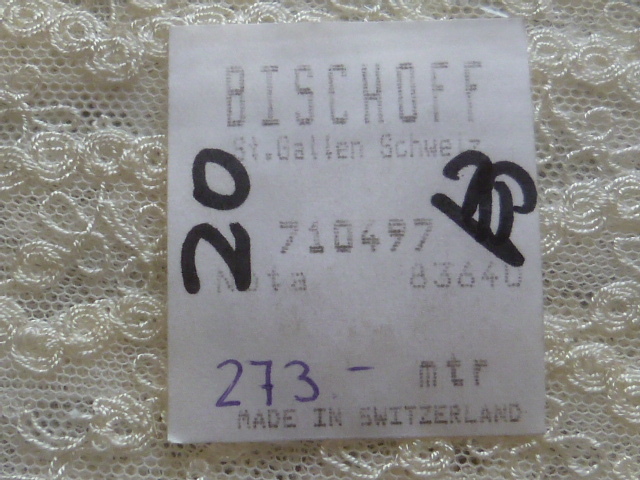 BISCHOFF
St.Gallen Schweiz
20
710497
Nota 83640
273.- mtr
MADE IN SWITZERLAND